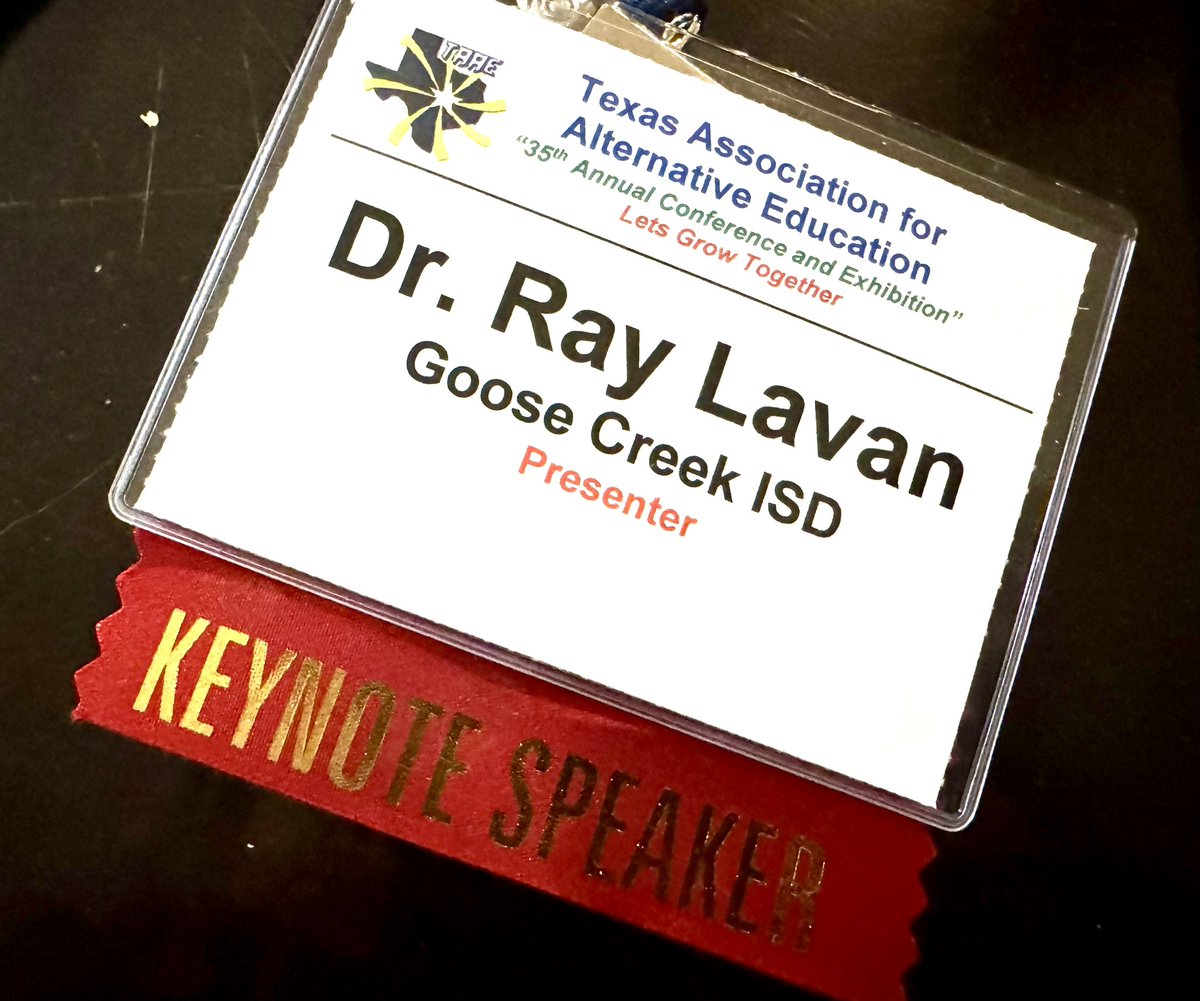 TAAE
Texas Association for
Alternative Education
“35th Annual Conference and Exhibition”
Lets Grow Together
Dr. Ray Lavan
Goose Creek ISD
Presenter
KEYNOTE SPEAKER